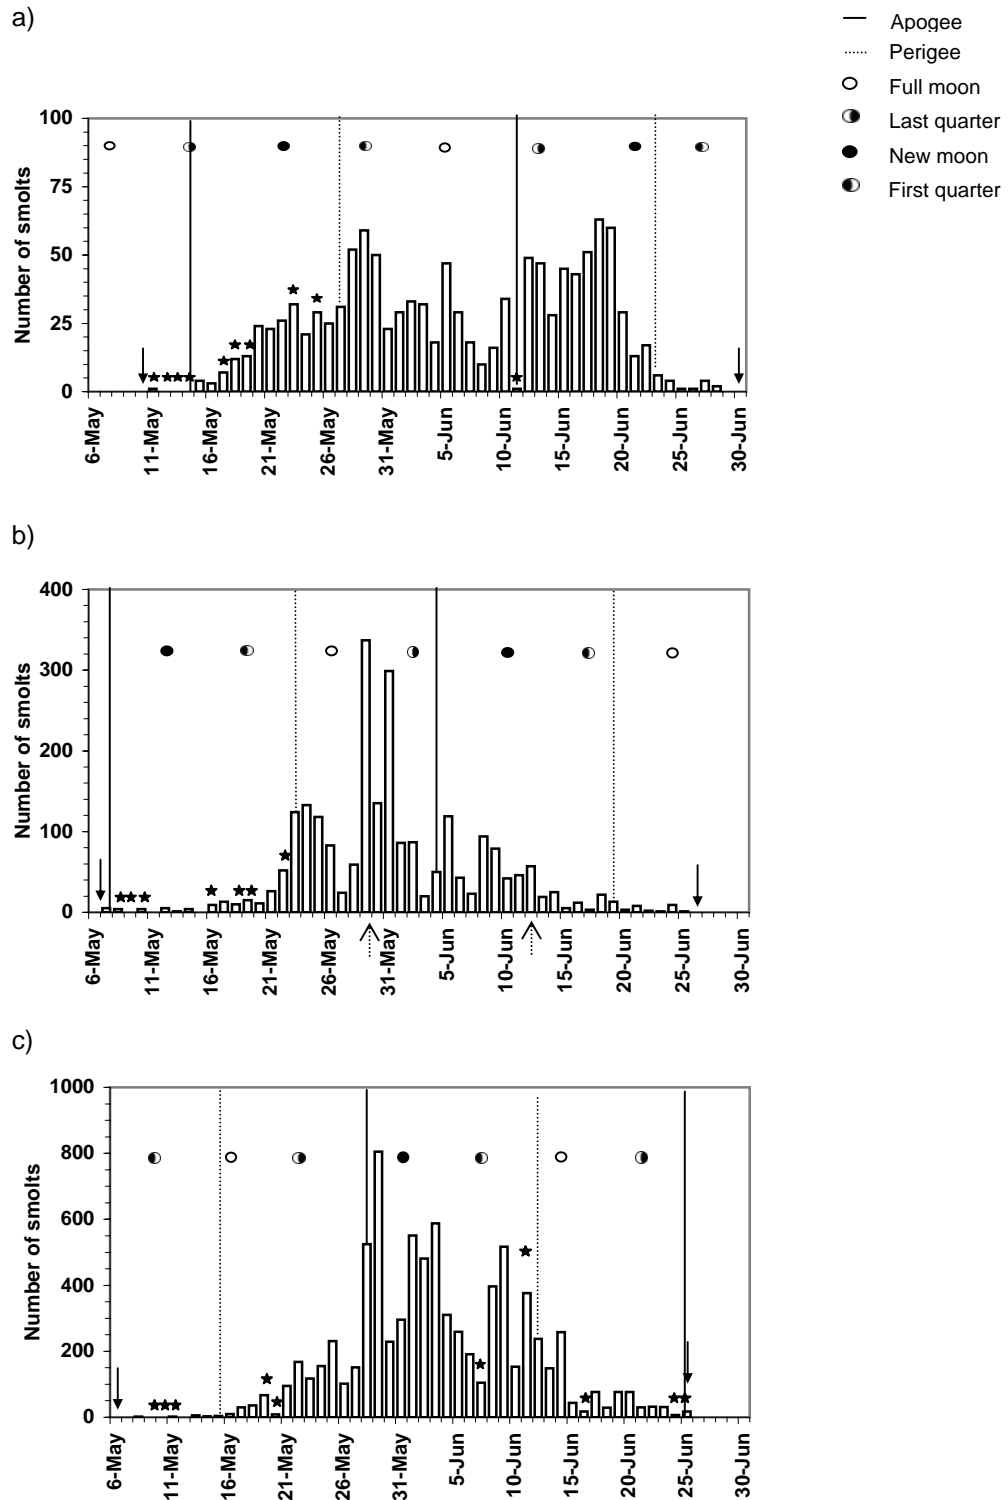 a)
Apogee
Perigee
Full moon
Last quarter
New moon
First quarter
Number of smolts
100
75
50
25
0
6-May
11-May
16-May
21-May
26-May
31-May
5-Jun
10-Jun
15-Jun
20-Jun
25-Jun
30-Jun
b)
Number of smolts
400
300
200
100
0
6-May
11-May
16-May
21-May
26-May
31-May
5-Jun
10-Jun
15-Jun
20-Jun
25-Jun
30-Jun
c)
Number of smolts
1000
800
600
400
200
0
6-May
11-May
16-May
21-May
26-May
31-May
5-Jun
10-Jun
15-Jun
20-Jun
25-Jun
30-Jun